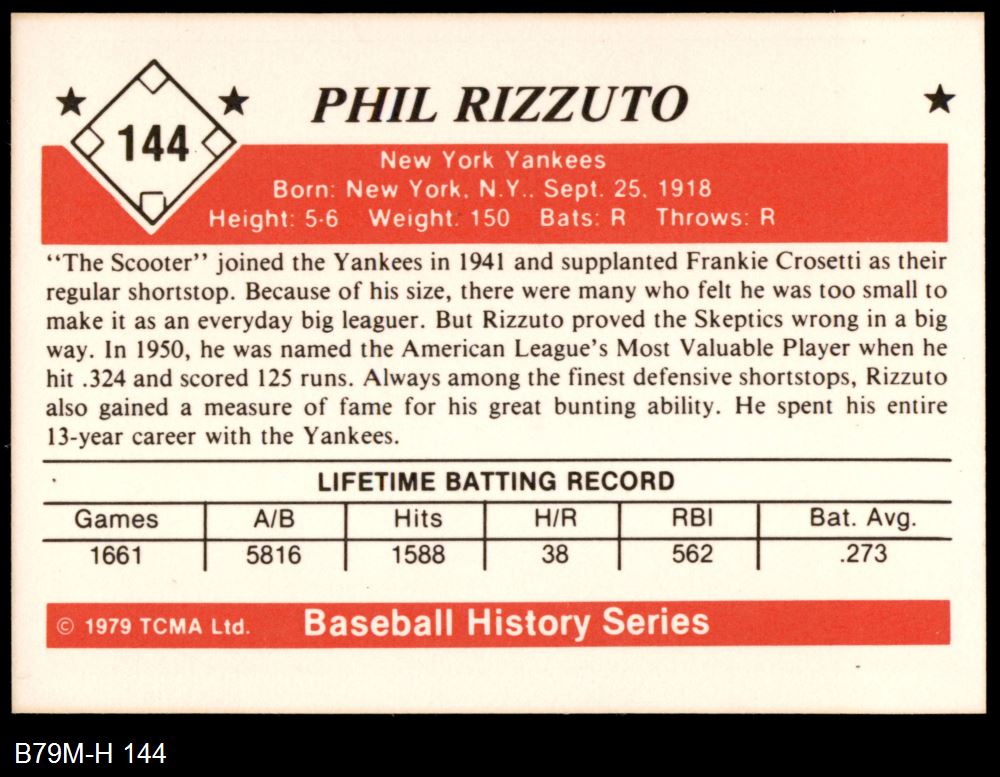 144
PHIL RIZZUTO
New York Yankees
Born: New York, N.Y.. Sept. 25, 1918
Height: 5-6 Weight: 150 Bats: R Throws: R
‘‘The Scooter’’ joined the Yankees in 1941 and supplanted Frankie Crosetti as their
regular shortstop. Because of his size, there were many who felt he was too small to
make it as an everyday big leaguer. But Rizzuto proved the Skeptics wrong in a big
way. In 1950, he was named the American League’s Most Valuable Player when he
hit .324 and scored 125 runs. Always among the finest defensive shortstops, Rizzuto
also gained a measure of fame for his great bunting ability. He spent his entire
13-year career with the Yankees.
LIFETIME BATTING RECORD
Games A/B Hits H/R RBI Bat. Avg.
1661 5816 1588 38 562 .273
© 1979 TCMA Ltd. Baseball History Series
B79M-H 144